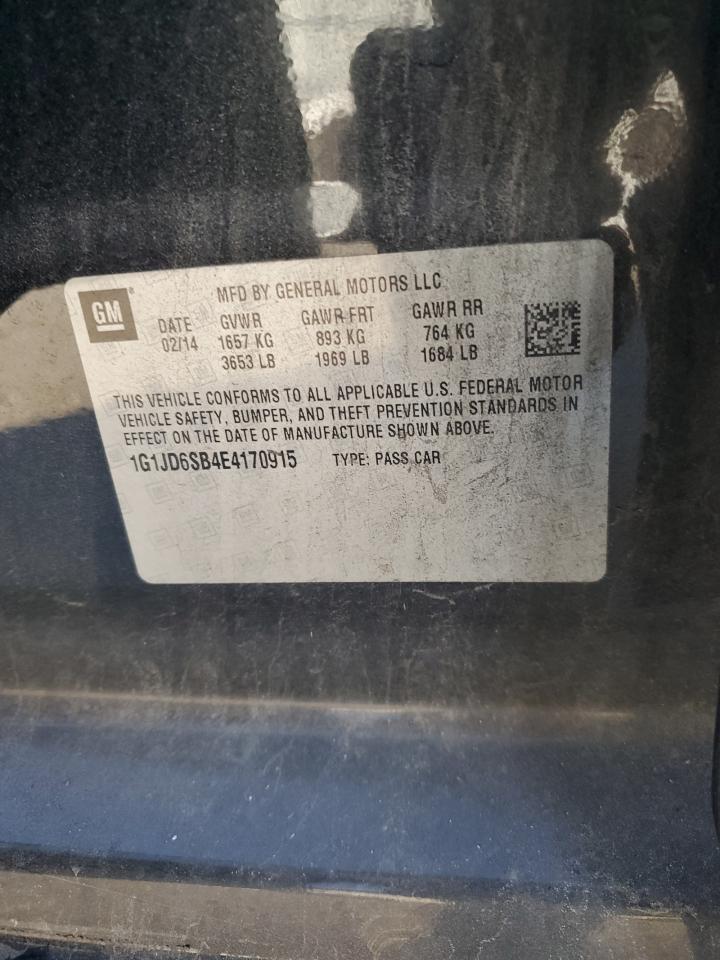 GM
MFD BY GENERAL MOTORS LLC
DATE GVWR GAWR FRT GAWR RR
02/14 1657 KG 893 KG 764 KG
3653 LB 1969 LB 1684 LB
THIS VEHICLE CONFORMS TO ALL APPLICABLE U.S. FEDERAL MOTOR
VEHICLE SAFETY, BUMPER, AND THEFT PREVENTION STANDARDS IN
EFFECT ON THE DATE OF MANUFACTURE SHOWN ABOVE.
1G1JD6SB4E4170915 TYPE: PASS CAR